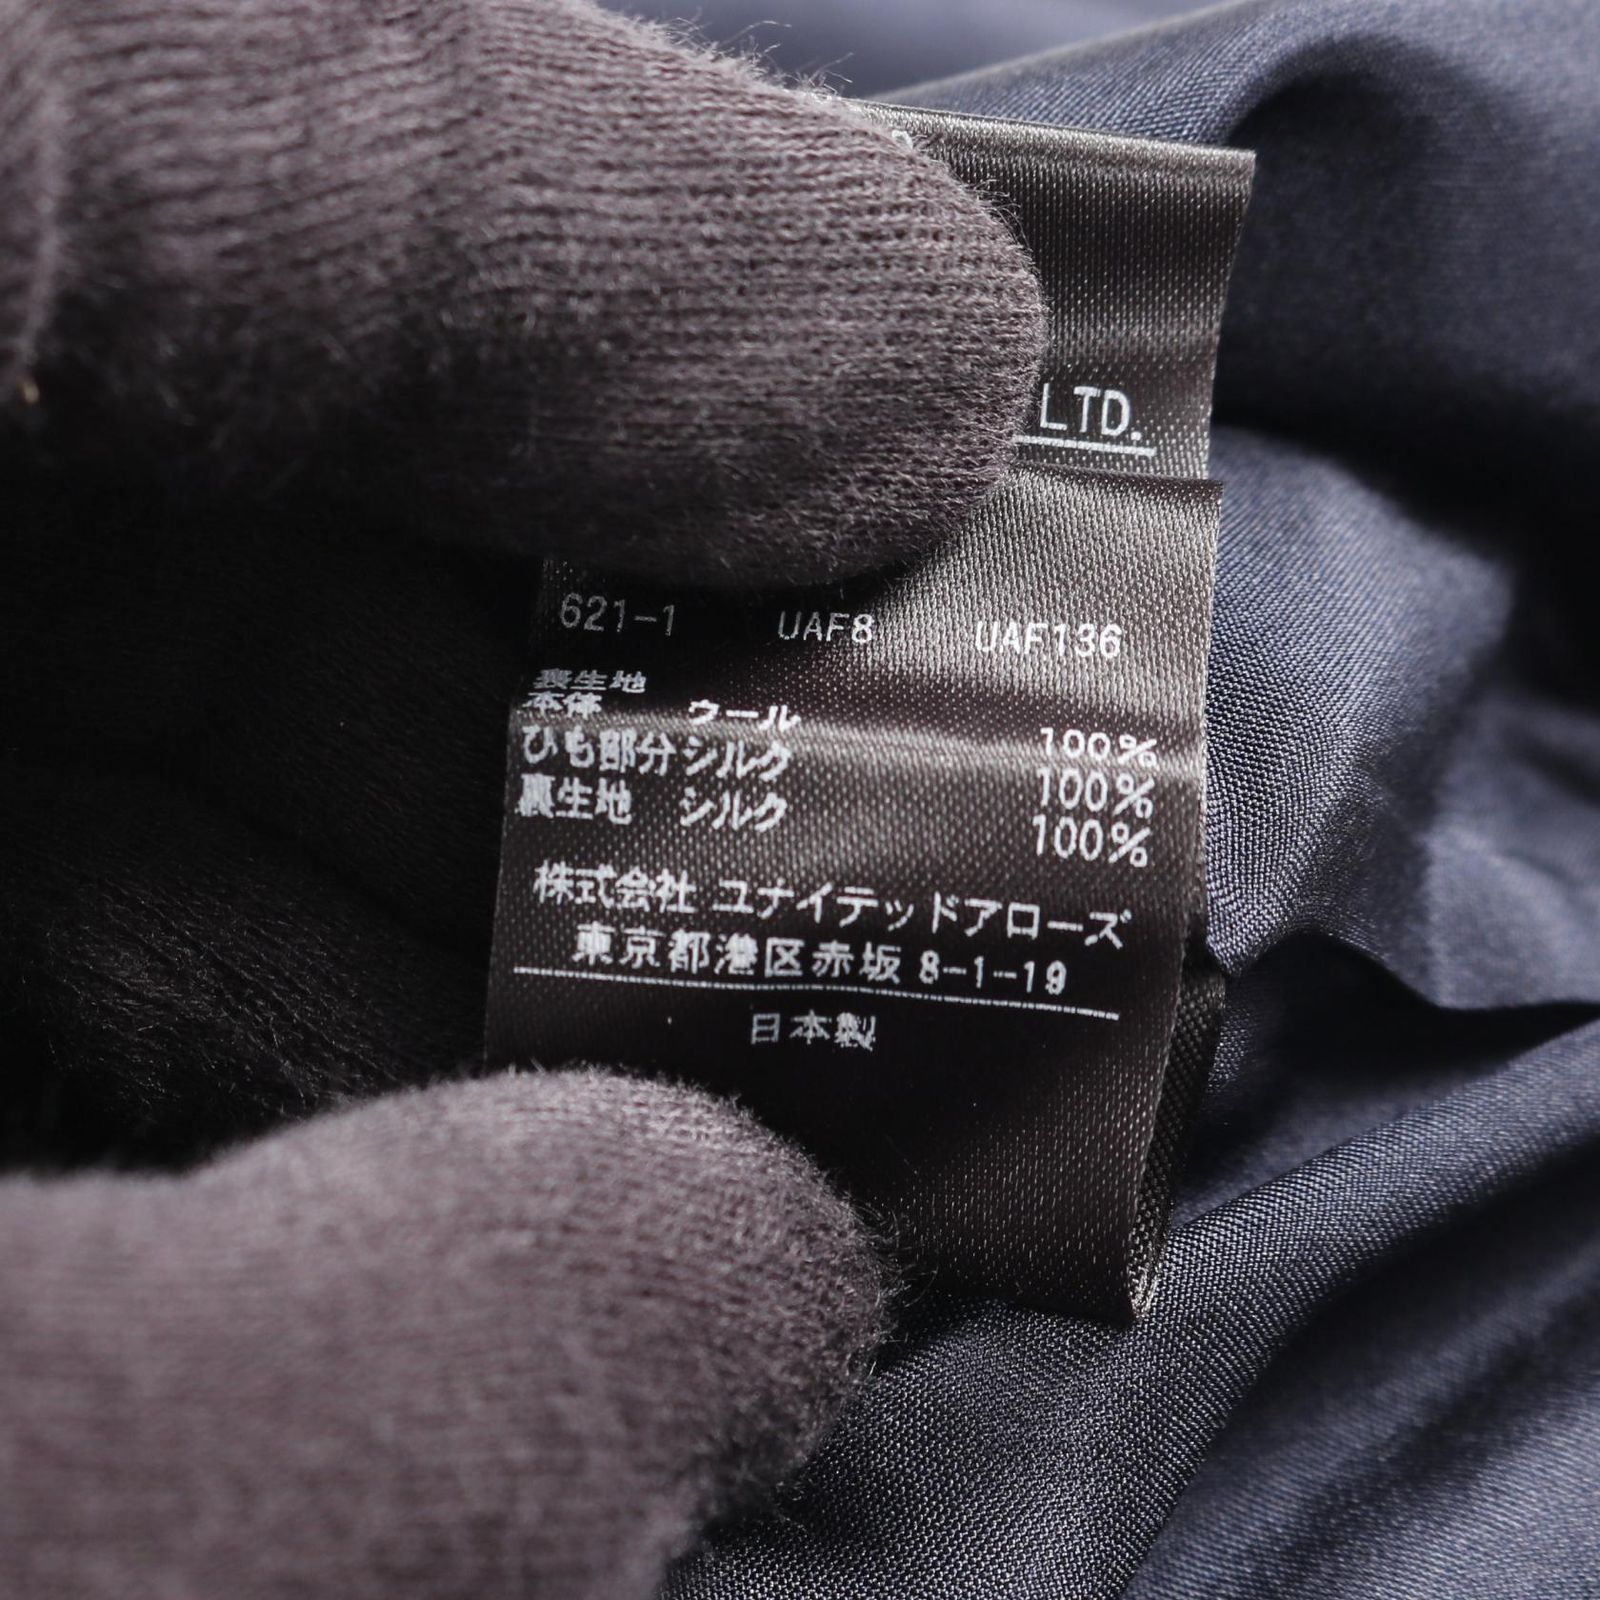 LTD.
621-1 UAF8 UAF136
表生地
本体 ウール 100%
ひも部分 シルク 100%
裏生地 シルク 100%
株式会社 ユナイテッドアローズ
東京都港区赤坂 8-1-19
日本製